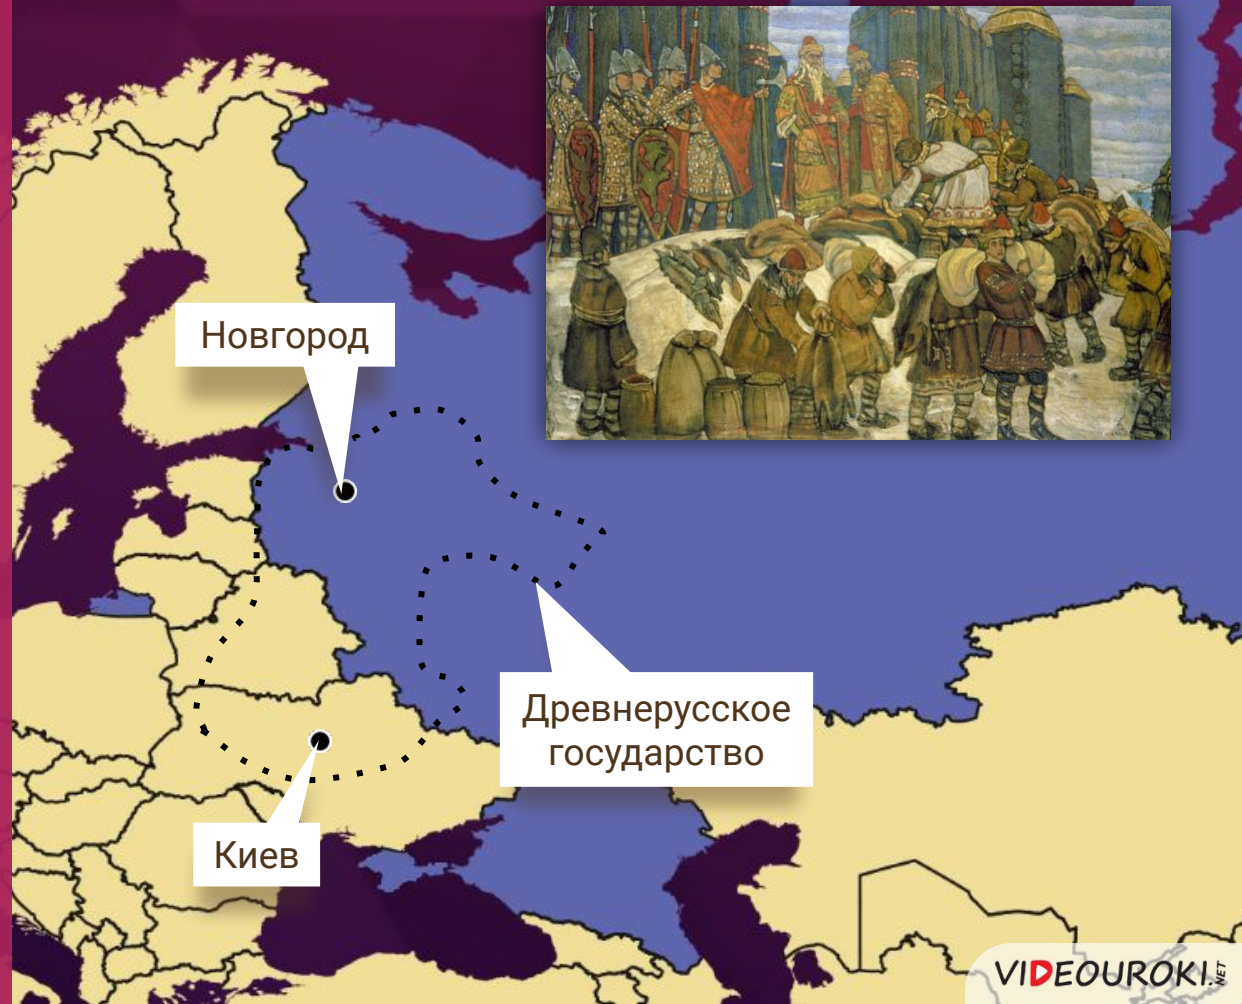 Новгород
Древнерусское
государство
Киев
VIDEOUROKI.NET